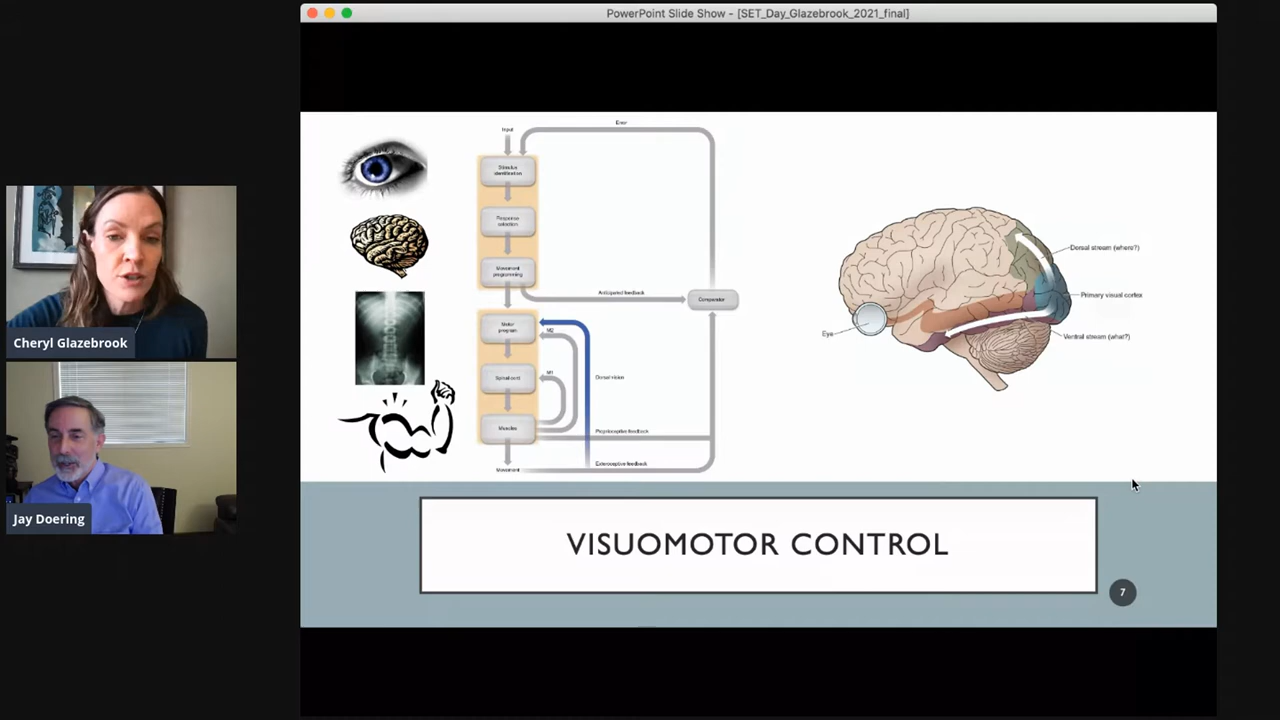 PowerPoint Slide Show - [SET_Day_Glazebrook_2021_final]
Cheryl Glazebrook
Jay Doering
Input
Error
Stimulus
identification
Response
selection
Movement
programming
Anticipated feedback
Comparator
Motor
program
M2
Spinal cord
M1
Dorsal vision
Muscles
Proprioceptive feedback
Movement
Exteroceptive feedback
Dorsal stream (where?)
Primary visual cortex
Eye
Ventral stream (what?)
VISUOMOTOR CONTROL
7